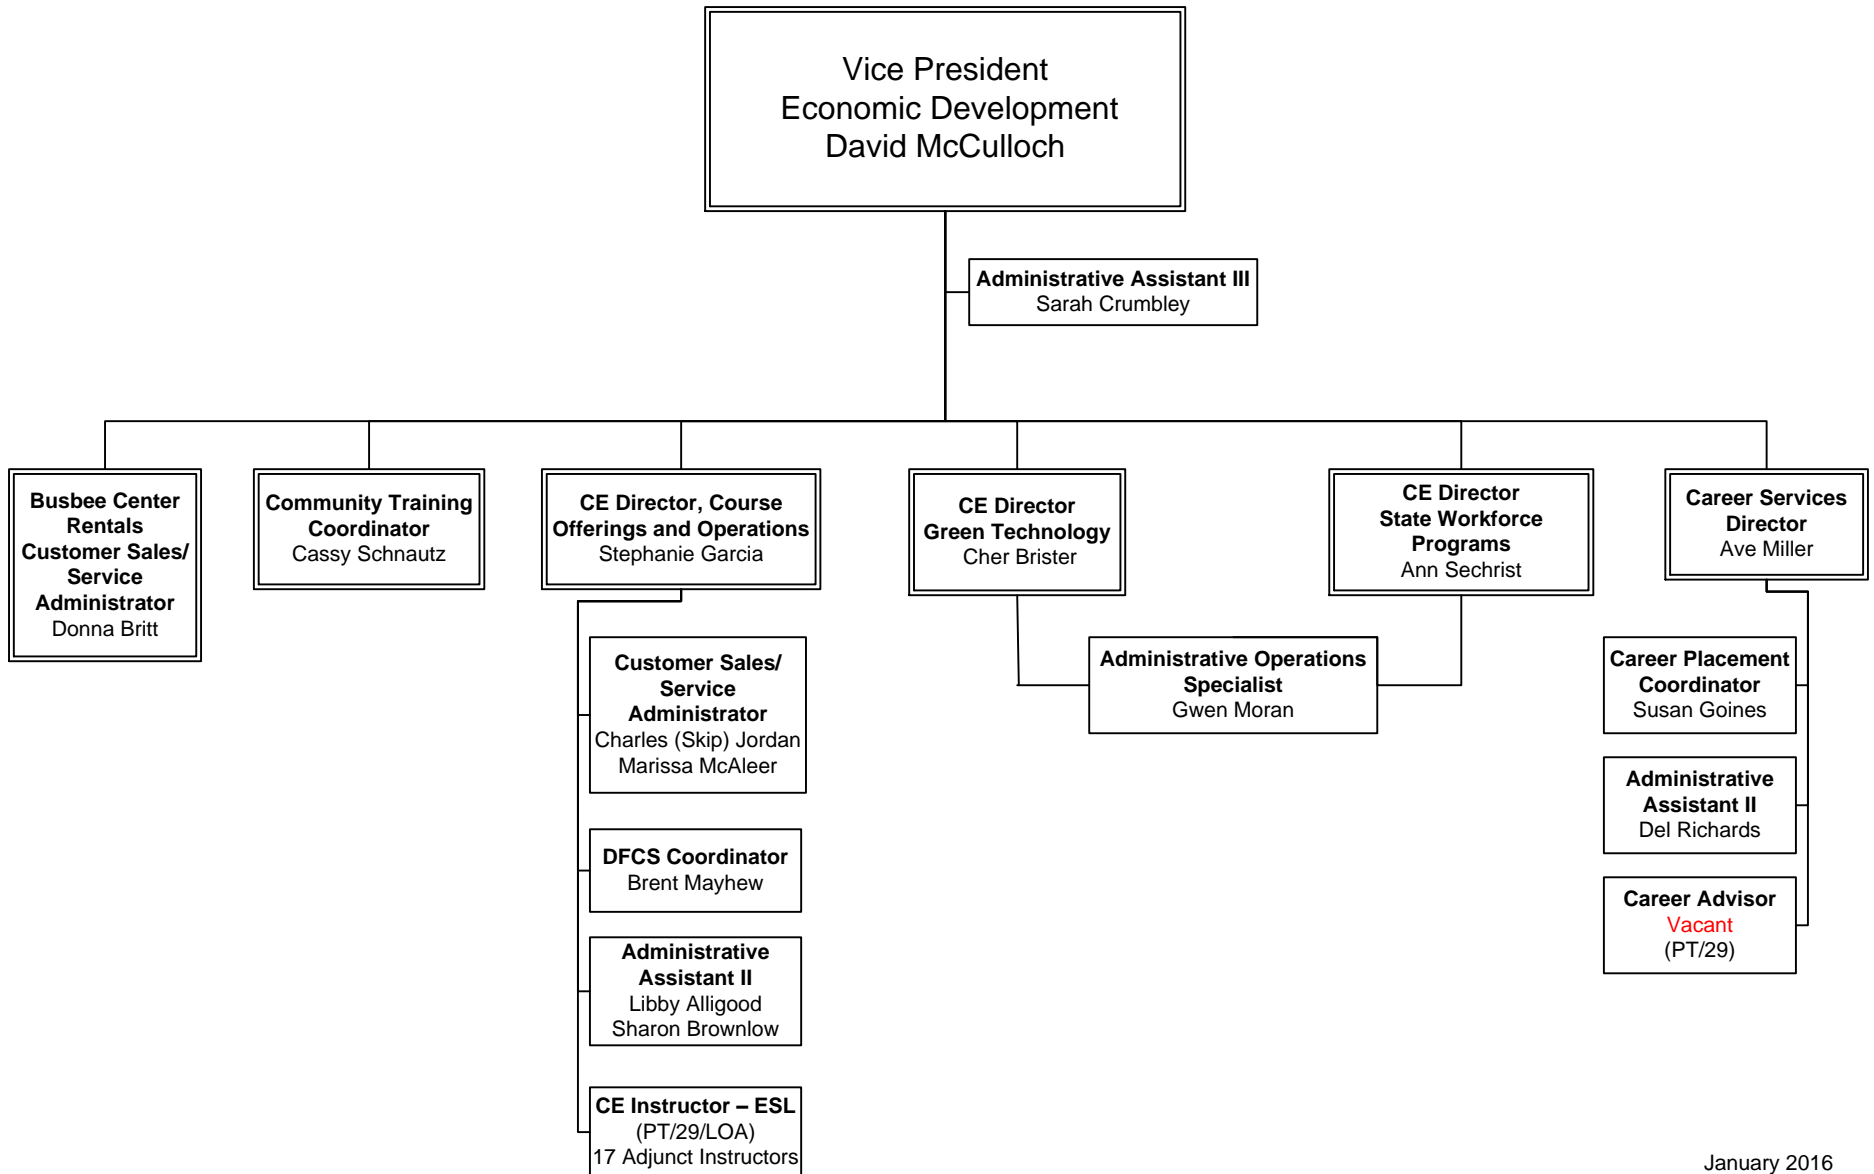 Vice President
Economic Development
David McCulloch
Administrative Assistant III
Sarah Crumbley
Busbee Center
Rentals
Customer Sales/
Service
Administrator
Donna Britt
Community Training
Coordinator
Cassy Schnautz
CE Director, Course
Offerings and Operations
Stephanie Garcia
CE Director
Green Technology
Cher Brister
CE Director
State Workforce
Programs
Ann Sechrist
Career Services
Director
Ave Miller
Customer Sales/
Service
Administrator
Charles (Skip) Jordan
Marissa McAleer
DFCS Coordinator
Brent Mayhew
Administrative
Assistant II
Libby Alligood
Sharon Brownlow
CE Instructor – ESL
(PT/29/LOA)
17 Adjunct Instructors
Administrative Operations
Specialist
Gwen Moran
Career Placement
Coordinator
Susan Goines
Administrative
Assistant II
Del Richards
Career Advisor
Vacant
(PT/29)
January 2016